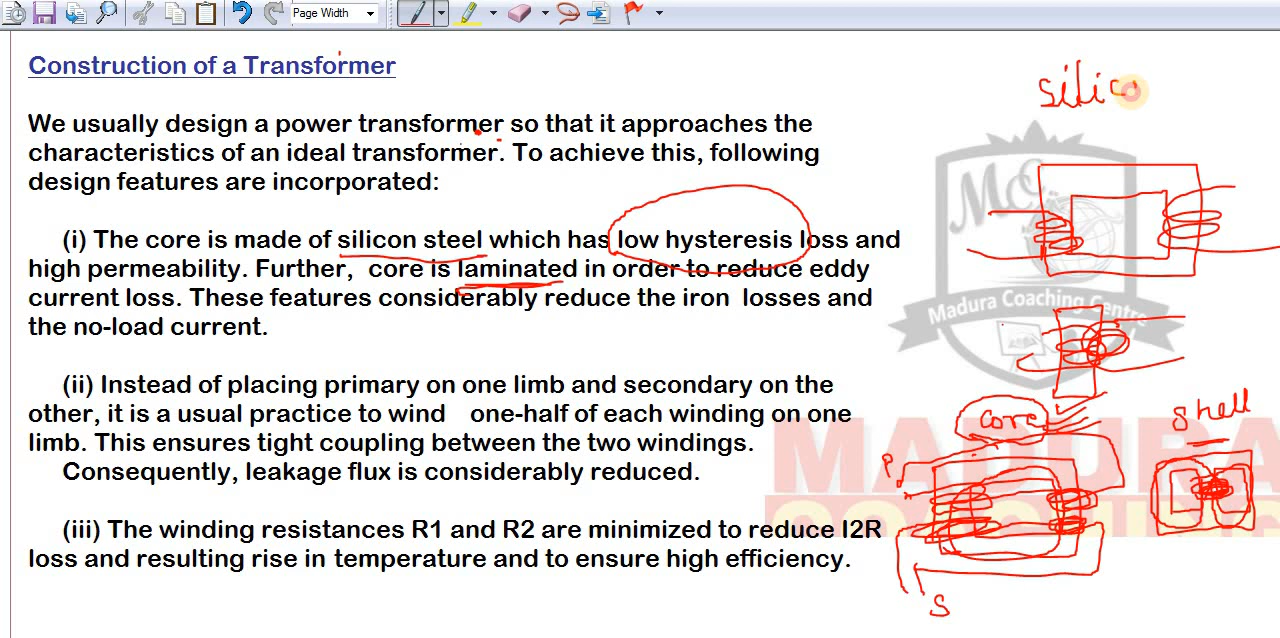 Page Width
Construction of a Transformer
silico
We usually design a power transformer so that it approaches the
characteristics of an ideal transformer. To achieve this, following
design features are incorporated:
(i) The core is made of silicon steel which has low hysteresis loss and
high permeability. Further, core is laminated in order to reduce eddy
current loss. These features considerably reduce the iron losses and
the no-load current.
Madura Coaching Centre
(ii) Instead of placing primary on one limb and secondary on the
other, it is a usual practice to wind one-half of each winding on one
limb. This ensures tight coupling between the two windings.
Consequently, leakage flux is considerably reduced.
core
shell
MADURA
P
(iii) The winding resistances R1 and R2 are minimized to reduce I2R
loss and resulting rise in temperature and to ensure high efficiency.
S